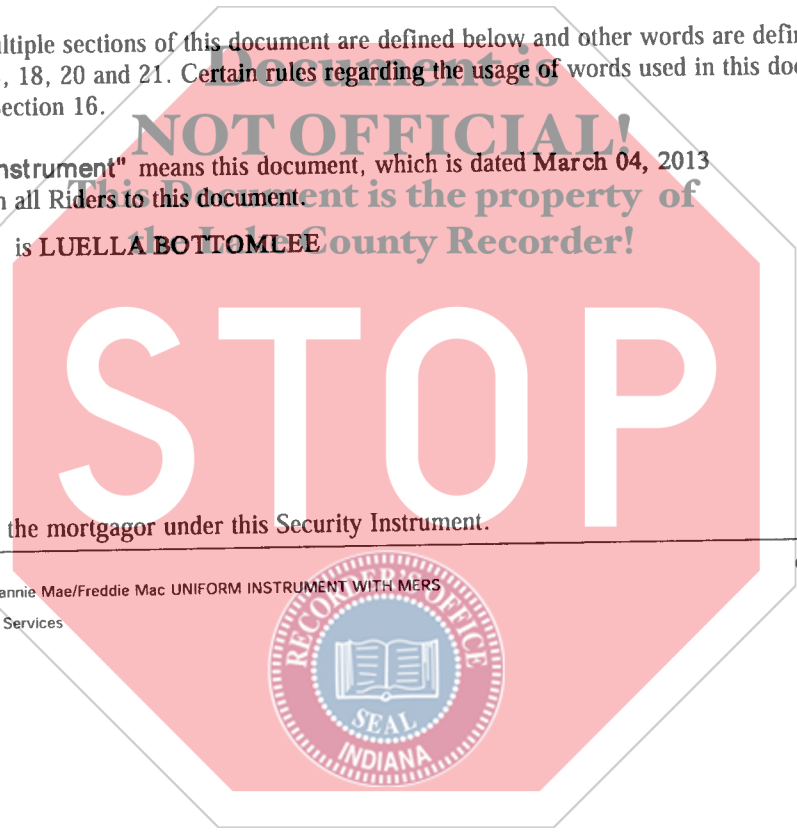 ltiple sections of this document are defined below and other words are defin
, 18, 20 and 21. Certain rules regarding the usage of words used in this doc
ection 16.
Document is
NOT OFFICIAL!
nstrument" means this document, which is dated March 04, 2013
This Document is the property of
n all Riders to this document.
the Lake County Recorder!
is LUELLA BOTTOMLEE
STOP
the mortgagor under this Security Instrument.
annie Mae/Freddie Mac UNIFORM INSTRUMENT WITH MERS
Services
RECORDER'S OFFICE
SEAL
INDIANA